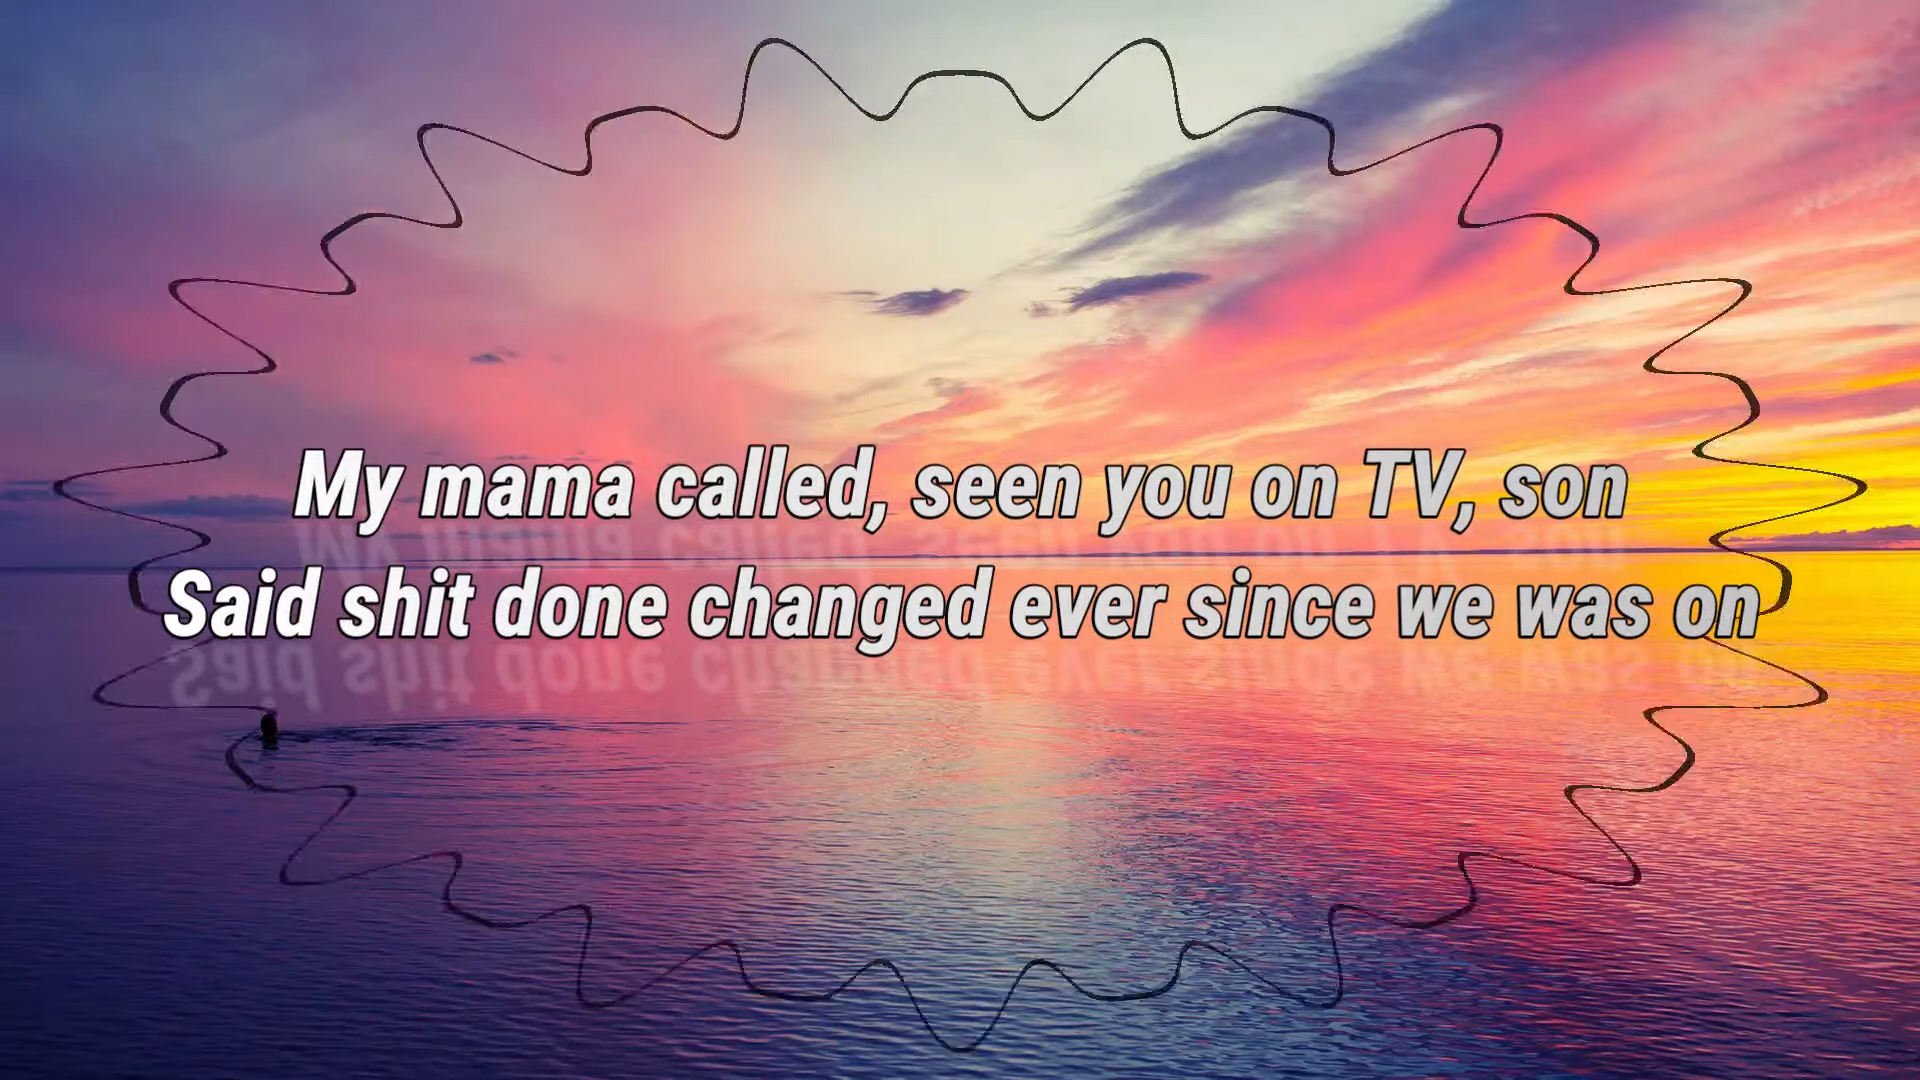 My mama called, seen you on TV, son
Said shit done changed ever since we was on